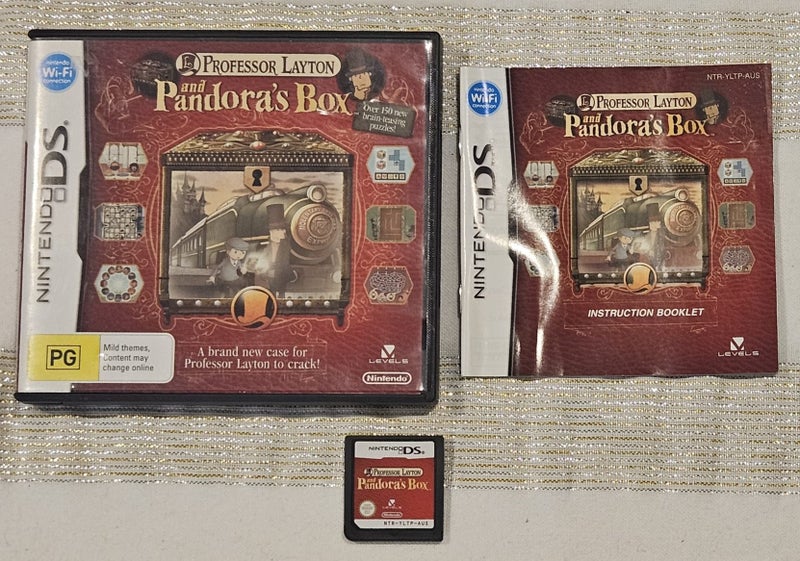 Nintendo
Wi-Fi
CONNECTION
NINTENDO DS
PROFESSOR LAYTON
and
Pandora's Box
Over 150 new
brain-teasing
puzzles!
A brand new case for
Professor Layton to crack!
PG
Mild themes,
Content may
change online
LEVEL5
Nintendo
NTR-YLTP-AUS
Nintendo
Wi-Fi
CONNECTION
NINTENDO DS
PROFESSOR LAYTON
and
Pandora's Box
INSTRUCTION BOOKLET
LEVEL5
NINTENDO DS
PROFESSOR LAYTON
and
Pandora's Box
LEVEL5
Nintendo
NTR-YLTP-AUS